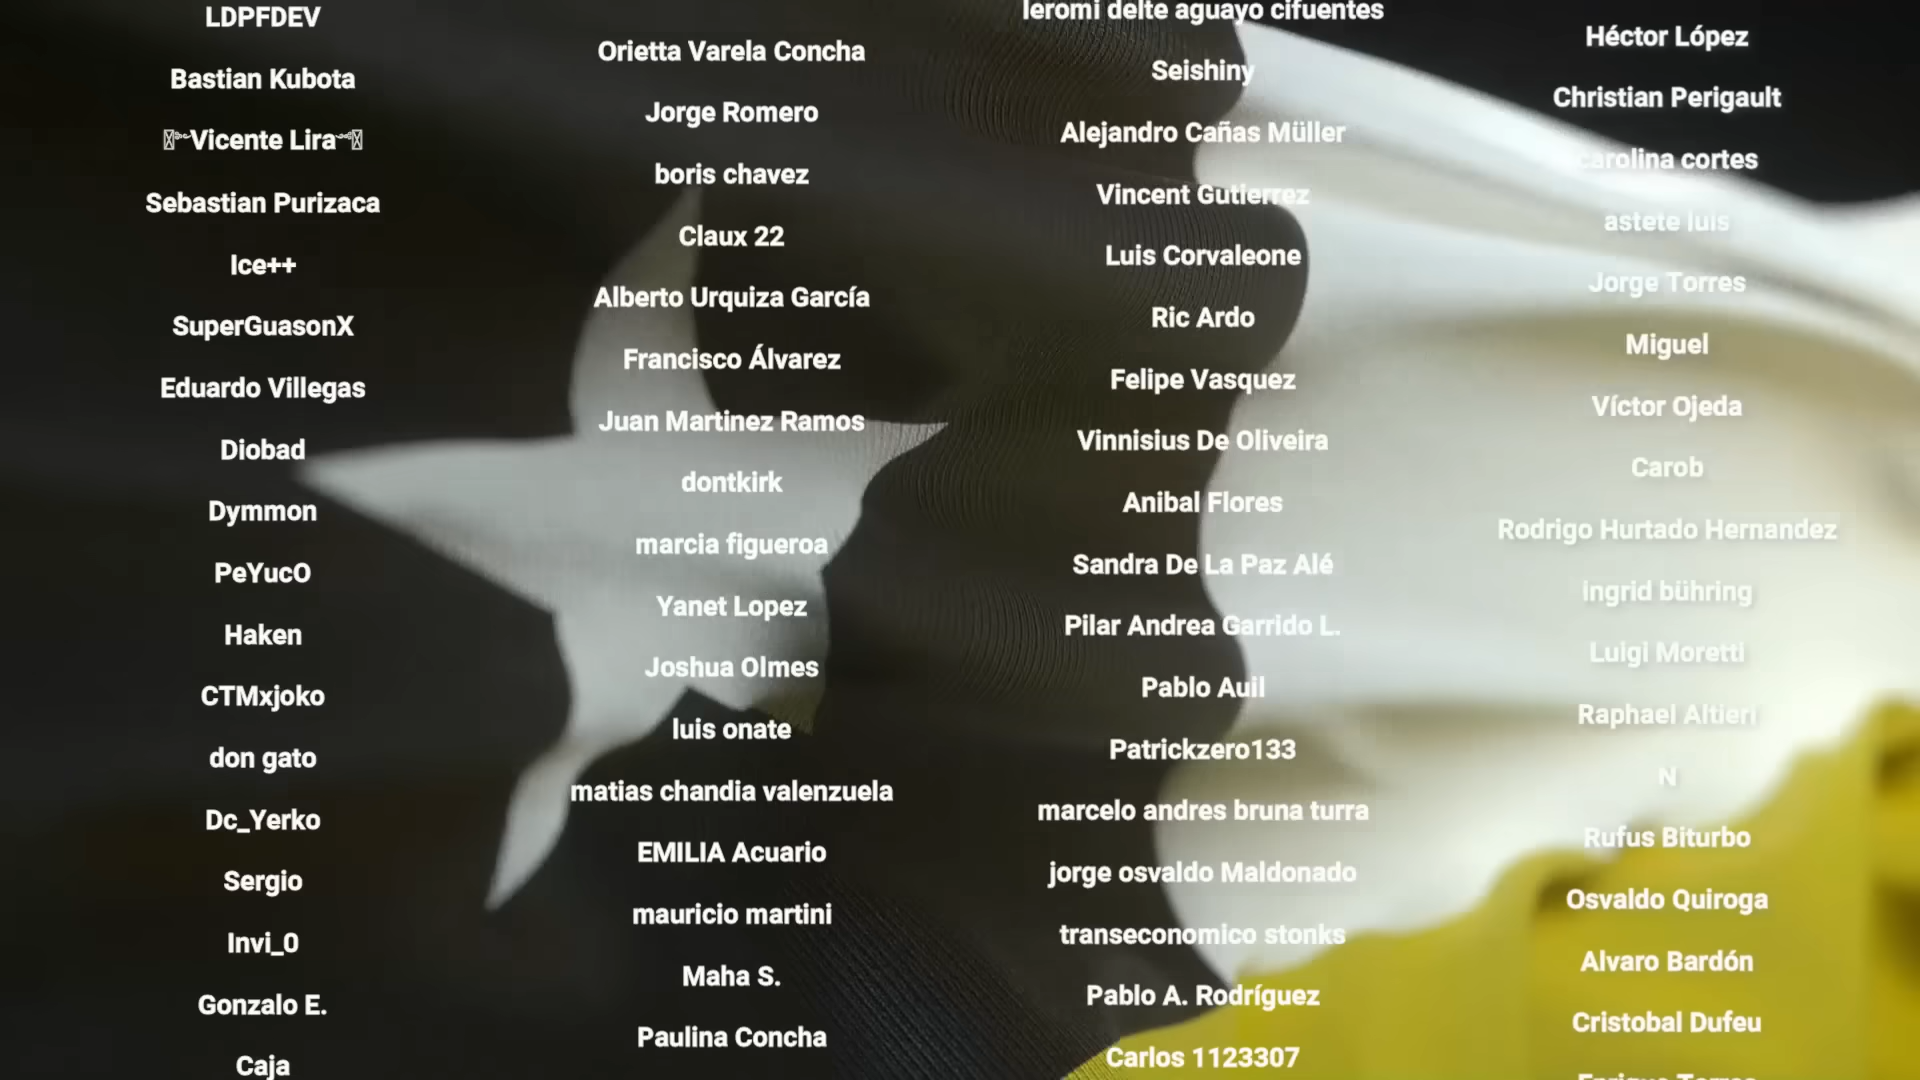 LDPFDEV
Bastian Kubota
Vicente Lira
Sebastian Purizaca
Ice++
SuperGuasonX
Eduardo Villegas
Diobad
Dymmon
PeYucO
Haken
CTMxjoko
don gato
Dc_Yerko
Sergio
Invi_0
Gonzalo E.
Caja
Orietta Varela Concha
Jorge Romero
boris chavez
Claux 22
Alberto Urquiza García
Francisco Álvarez
Juan Martinez Ramos
dontkirk
marcia figueroa
Yanet Lopez
Joshua Olmes
luis onate
matias chandia valenzuela
EMILIA Acuario
mauricio martini
Maha S.
Paulina Concha
Ieromi delte aguayo cifuentes
Seishiny
Alejandro Cañas Müller
Vincent Gutierrez
Luis Corvaleone
Ric Ardo
Felipe Vasquez
Vinnisius De Oliveira
Anibal Flores
Sandra De La Paz Alé
Pilar Andrea Garrido L.
Pablo Auil
Patrickzero133
marcelo andres bruna turra
jorge osvaldo Maldonado
transeconomico stonks
Pablo A. Rodríguez
Carlos 1123307
Héctor López
Christian Perigault
carolina cortes
astete luis
Jorge Torres
Miguel
Víctor Ojeda
Carob
Rodrigo Hurtado Hernandez
ingrid bühring
Luigi Moretti
Raphael Altieri
N
Rufus Biturbo
Osvaldo Quiroga
Alvaro Bardón
Cristobal Dufeu